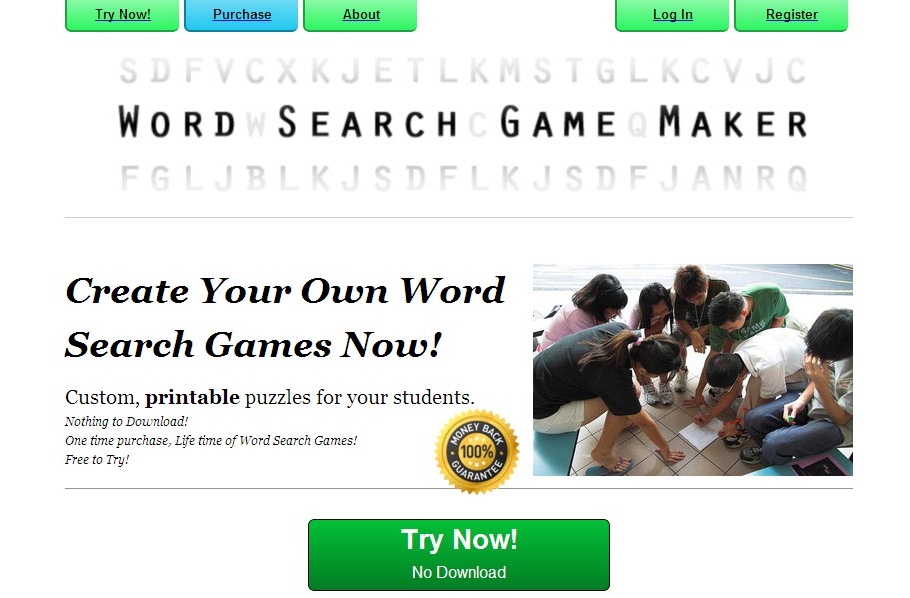 Try Now! Purchase About Log In Register
S D F V C X K J E T L K M S T G L K C V J C
WORD W SEARCH C GAME Q MAKER
F G L J B L K J S D F L K J S D F J A N R Q
Create Your Own Word
Search Games Now!
Custom, printable puzzles for your students.
Nothing to Download!
One time purchase, Life time of Word Search Games!
Free to Try!
MONEY BACK
100%
GUARANTEE
Try Now!
No Download